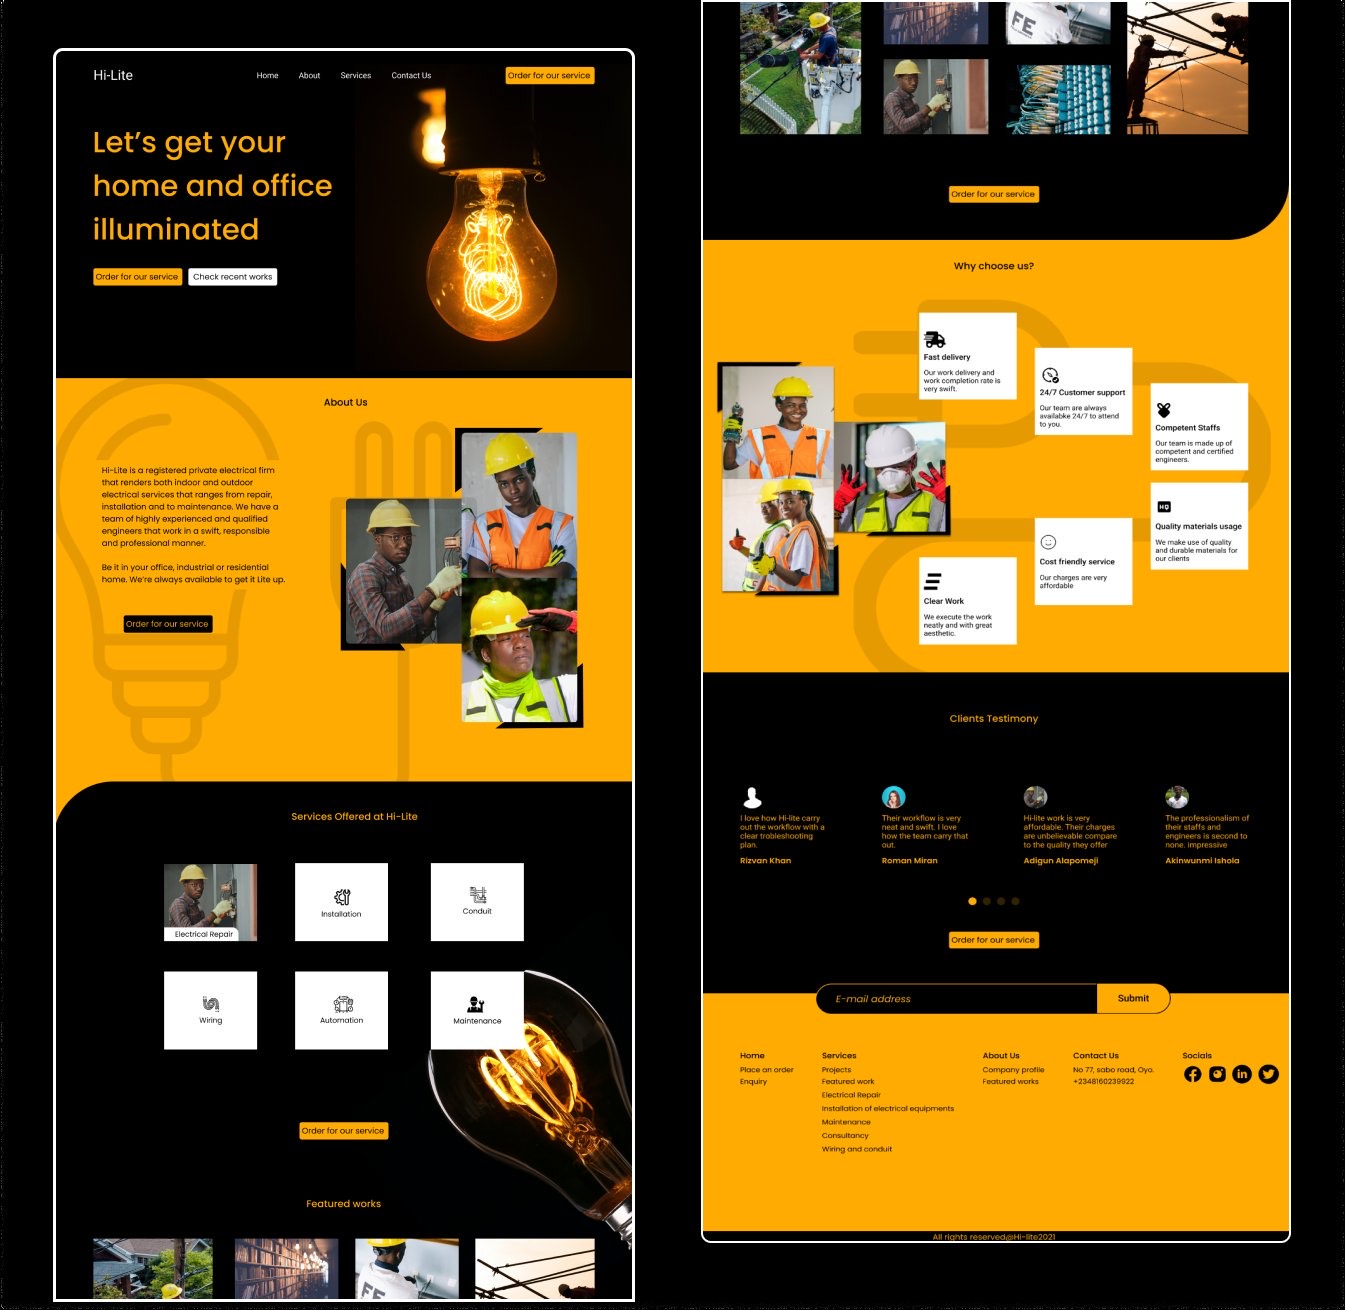 Hi-Lite
Home
About
Services
Contact Us
Order for our service
Let's get your
home and office
illuminated
Order for our service
Check recent works
About Us
Hi-Lite is a registered private electrical firm
that renders both indoor and outdoor
electrical services that ranges from repair,
installation and to maintenance. We have a
team of highly experienced and qualified
engineers that work in a swift, responsible
and professional manner.
Be it in your office, industrial or residential
home. We're always available to get it Lite up.
Order for our service
Services Offered at Hi-Lite
Electrical Repair
Installation
Conduit
Wiring
Automation
Maintenance
Order for our service
Featured works
FE
FE
Order for our service
Why choose us?
Fast delivery
Our work delivery and
work completion rate is
very swift.
24/7 Customer support
Our team are always
availabke 24/7 to attend
to you.
Competent Staffs
Our team is made up of
competent and certified
engineers.
HQ
Quality materials usage
We make use of quality
and durable materials for
our clients
Cost friendly service
Our charges are very
affordable
Clear Work
We execute the work
neatly and with great
aesthetic.
Clients Testimony
I love how Hi-lite carry
out the workflow with a
clear trobleshooting
plan.
Rizvan Khan
Their workflow is very
neat and swift. I love
how the team carry that
out.
Roman Miran
Hi-lite work is very
affordable. Their charges
are unbelievable compare
to the quality they offer
Adigun Alapomeji
The professionalism of
their staffs and
engineers is second to
none. impressive
Akinwunmi Ishola
Order for our service
E-mail address
Submit
Home
Place an order
Enquiry
Services
Projects
Featured work
Electrical Repair
Installation of electrical equipments
Maintenance
Consultancy
Wiring and conduit
About Us
Company profile
Featured works
Contact Us
No 77, sabo road, Oyo.
+2348160239922
Socials
All rights reserved@Hi-lite2021